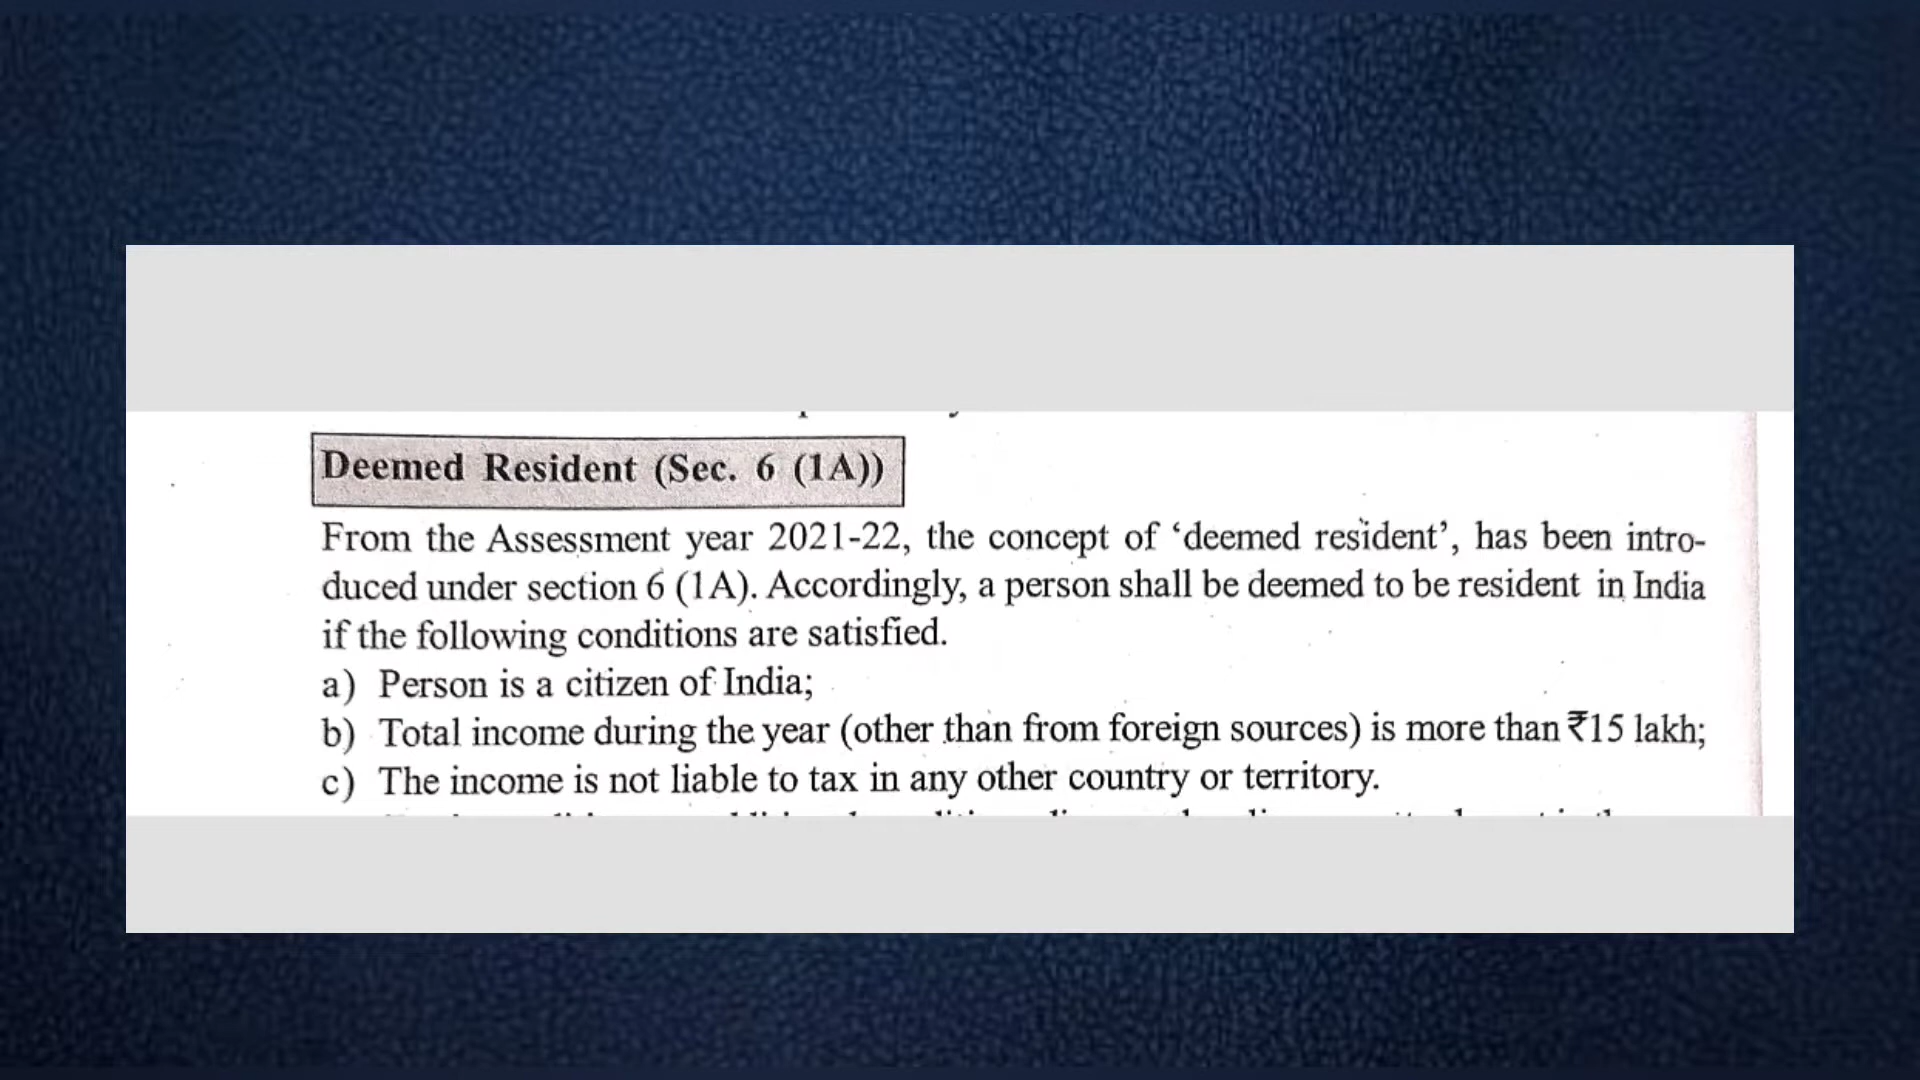 Deemed Resident (Sec. 6 (1A))
From the Assessment year 2021-22, the concept of ‘deemed resident’, has been intro-
duced under section 6 (1A). Accordingly, a person shall be deemed to be resident in India
if the following conditions are satisfied.
a) Person is a citizen of India;
b) Total income during the year (other than from foreign sources) is more than ₹15 lakh;
c) The income is not liable to tax in any other country or territory.